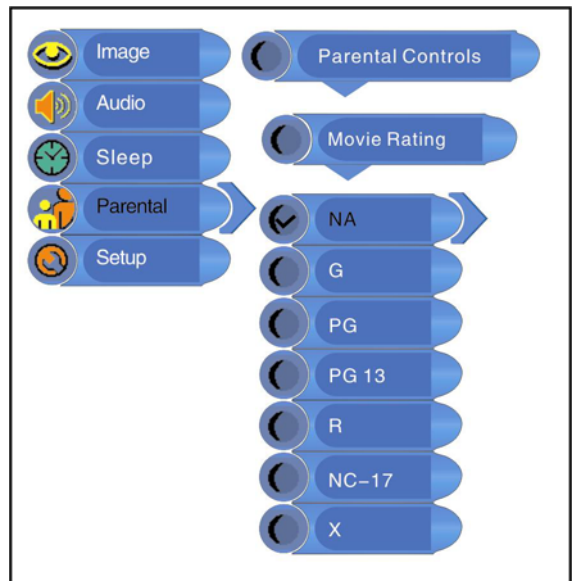 Image
Audio
Sleep
Parental
Setup
Parental Controls
Movie Rating
NA
G
PG
PG 13
R
NC-17
X